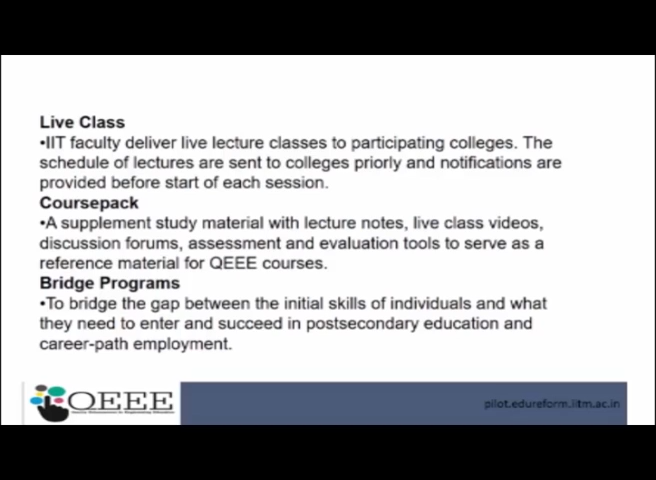 Live Class
•IIT faculty deliver live lecture classes to participating colleges. The
schedule of lectures are sent to colleges priorly and notifications are
provided before start of each session.
Coursepack
•A supplement study material with lecture notes, live class videos,
discussion forums, assessment and evaluation tools to serve as a
reference material for QEEE courses.
Bridge Programs
•To bridge the gap between the initial skills of individuals and what
they need to enter and succeed in postsecondary education and
career-path employment.
QEEE
pilot.edureform.iitm.ac.in